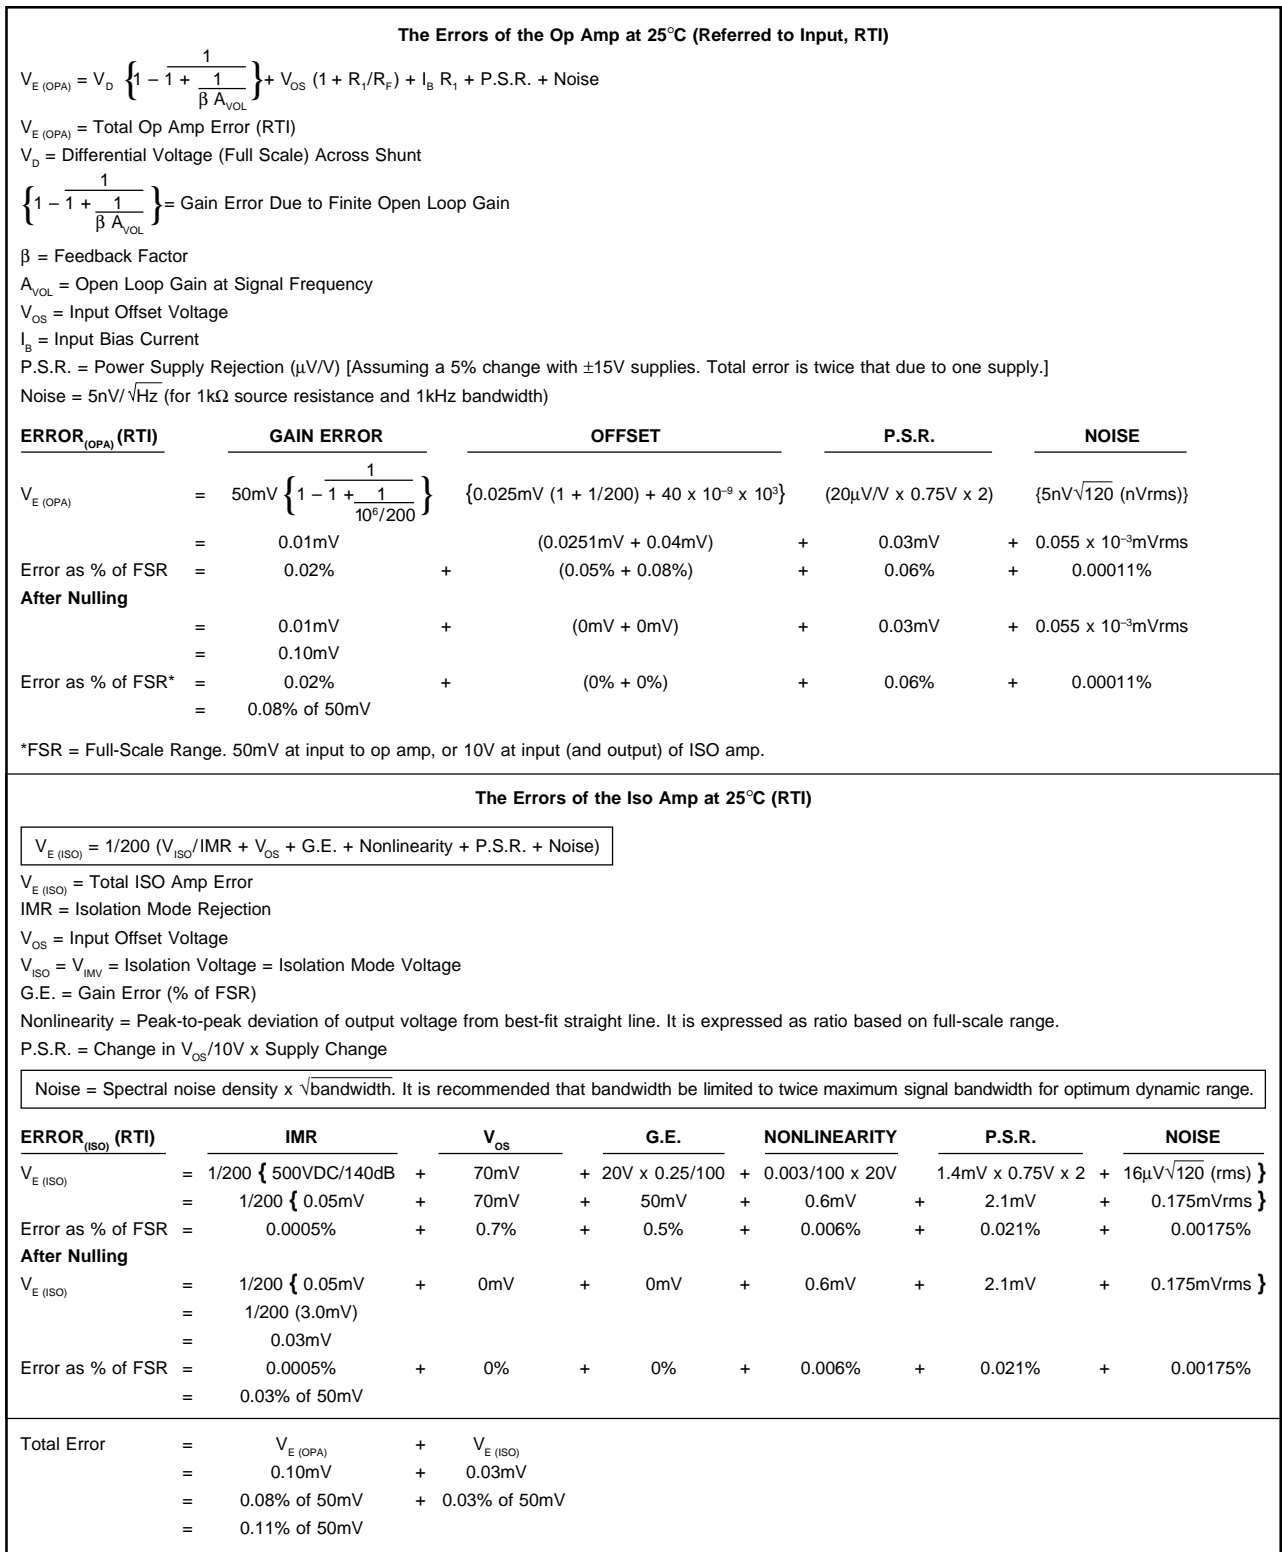 The Errors of the Op Amp at 25°C (Referred to Input, RTI)
V_E (OPA) = V_D {1 – 1/(1 + 1/(β A_VOL))} + V_OS (1 + R_1/R_F) + I_B R_1 + P.S.R. + Noise
V_E (OPA) = Total Op Amp Error (RTI)
V_D = Differential Voltage (Full Scale) Across Shunt
{1 – 1/(1 + 1/(β A_VOL))} = Gain Error Due to Finite Open Loop Gain
β = Feedback Factor
A_VOL = Open Loop Gain at Signal Frequency
V_OS = Input Offset Voltage
I_B = Input Bias Current
P.S.R. = Power Supply Rejection (µV/V) [Assuming a 5% change with ±15V supplies. Total error is twice that due to one supply.]
Noise = 5nV/√Hz (for 1kΩ source resistance and 1kHz bandwidth)
ERROR_(OPA) (RTI) GAIN ERROR OFFSET P.S.R. NOISE
V_E (OPA) = 50mV {1 – 1/(1 + 1/(10⁶/200))} {0.025mV (1 + 1/200) + 40 x 10⁻⁹ x 10³} (20µV/V x 0.75V x 2) {5nV√120 (nVrms)}
= 0.01mV (0.0251mV + 0.04mV) + 0.03mV + 0.055 x 10⁻³mVrms
Error as % of FSR = 0.02% + (0.05% + 0.08%) + 0.06% + 0.00011%
After Nulling
= 0.01mV + (0mV + 0mV) + 0.03mV + 0.055 x 10⁻³mVrms
= 0.10mV
Error as % of FSR* = 0.02% + (0% + 0%) + 0.06% + 0.00011%
= 0.08% of 50mV
*FSR = Full-Scale Range. 50mV at input to op amp, or 10V at input (and output) of ISO amp.
The Errors of the Iso Amp at 25°C (RTI)
V_E (ISO) = 1/200 (V_ISO/IMR + V_OS + G.E. + Nonlinearity + P.S.R. + Noise)
V_E (ISO) = Total ISO Amp Error
IMR = Isolation Mode Rejection
V_OS = Input Offset Voltage
V_ISO = V_IMV = Isolation Voltage = Isolation Mode Voltage
G.E. = Gain Error (% of FSR)
Nonlinearity = Peak-to-peak deviation of output voltage from best-fit straight line. It is expressed as ratio based on full-scale range.
P.S.R. = Change in V_OS/10V x Supply Change
Noise = Spectral noise density x √bandwidth. It is recommended that bandwidth be limited to twice maximum signal bandwidth for optimum dynamic range.
ERROR_(ISO) (RTI) IMR V_OS G.E. NONLINEARITY P.S.R. NOISE
V_E (ISO) = 1/200 { 500VDC/140dB + 70mV + 20V x 0.25/100 + 0.003/100 x 20V 1.4mV x 0.75V x 2 + 16µV√120 (rms) }
= 1/200 { 0.05mV + 70mV + 50mV + 0.6mV + 2.1mV + 0.175mVrms }
Error as % of FSR = 0.0005% + 0.7% + 0.5% + 0.006% + 0.021% + 0.00175%
After Nulling
V_E (ISO) = 1/200 { 0.05mV + 0mV + 0mV + 0.6mV + 2.1mV + 0.175mVrms }
= 1/200 (3.0mV)
= 0.03mV
Error as % of FSR = 0.0005% + 0% + 0% + 0.006% + 0.021% + 0.00175%
= 0.03% of 50mV
Total Error = V_E (OPA) + V_E (ISO)
= 0.10mV + 0.03mV
= 0.08% of 50mV + 0.03% of 50mV
= 0.11% of 50mV